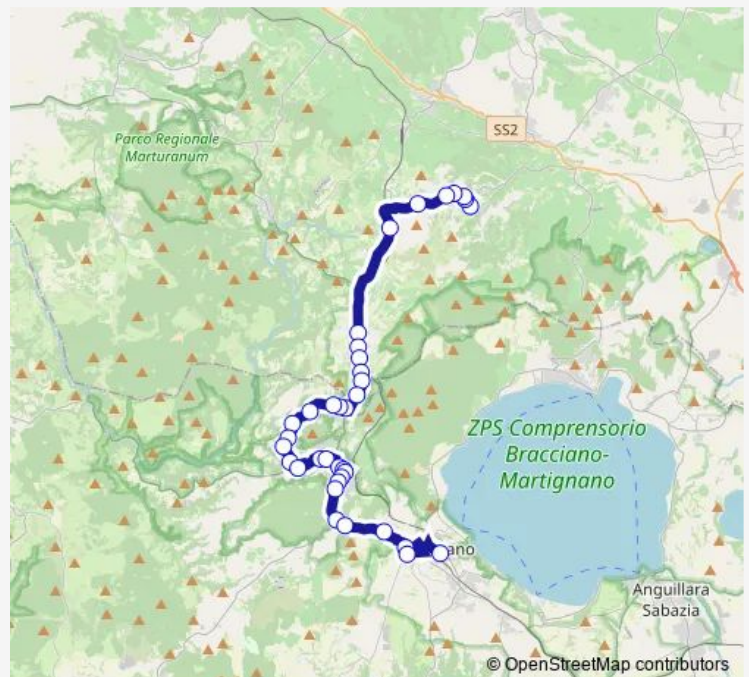 Parco Regionale
Marturanum
SS2
ZPS Comprensorio
Bracciano-
Martignano
ano
Anguillara
Sabazia
© OpenStreetMap contributors